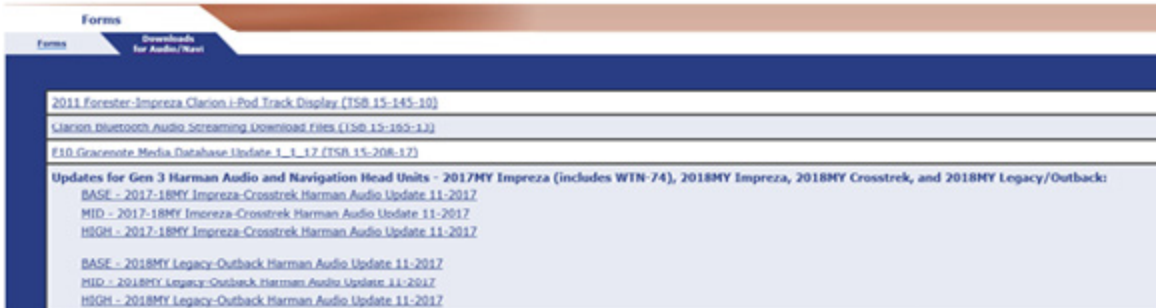 Forms
Forms
Downloads
for Audio/Navi
2011 Forester-Impreza Clarion i-Pod Track Display (TSB 15-145-10)
Clarion Bluetooth Audio Streaming Download Files (TSB 15-165-13)
F10 Gracenote Media Database Update 1_1_17 (TSB 15-208-17)
Updates for Gen 3 Harman Audio and Navigation Head Units - 2017MY Impreza (includes WTN-74), 2018MY Impreza, 2018MY Crosstrek, and 2018MY Legacy/Outback:
BASE - 2017-18MY Impreza-Crosstrek Harman Audio Update 11-2017
MID - 2017-18MY Impreza-Crosstrek Harman Audio Update 11-2017
HIGH - 2017-18MY Impreza-Crosstrek Harman Audio Update 11-2017
BASE - 2018MY Legacy-Outback Harman Audio Update 11-2017
MID - 2018MY Legacy-Outback Harman Audio Update 11-2017
HIGH - 2018MY Legacy-Outback Harman Audio Update 11-2017